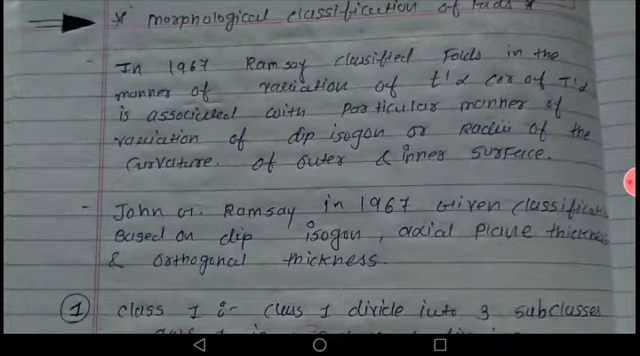 * Morphological classification of Folds *
- In 1967 Ramsay classified Folds in the
manner of variation of t'α (or of T'α
is associated with particular manner of
variation of dip isogon or Radii of the
Curvature. of outer & inner surface.
- John G. Ramsay in 1967 Given classificati
Based on dip isogon, axial plane thickness
& orthogonal thickness.
① Class 1 :- Class 1 divide into 3 subclasses